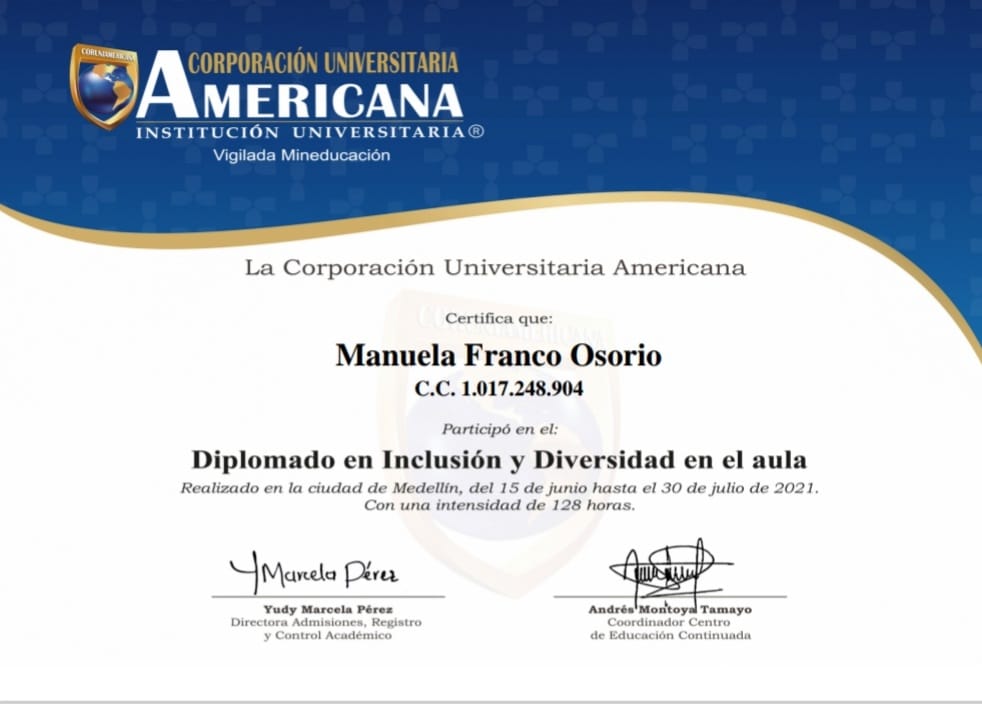 CORUNIAMERICANA
CORPORACIÓN UNIVERSITARIA
AMERICANA
INSTITUCIÓN UNIVERSITARIA®
Vigilada Mineducación
La Corporación Universitaria Americana
Certifica que:
Manuela Franco Osorio
C.C. 1.017.248.904
Participó en el:
Diplomado en Inclusión y Diversidad en el aula
Realizado en la ciudad de Medellín, del 15 de junio hasta el 30 de julio de 2021.
Con una intensidad de 128 horas.
Y Marcela Pérez
Yudy Marcela Pérez
Directora Admisiones, Registro
y Control Académico
Andrés Montoya Tamayo
Coordinador Centro
de Educación Continuada